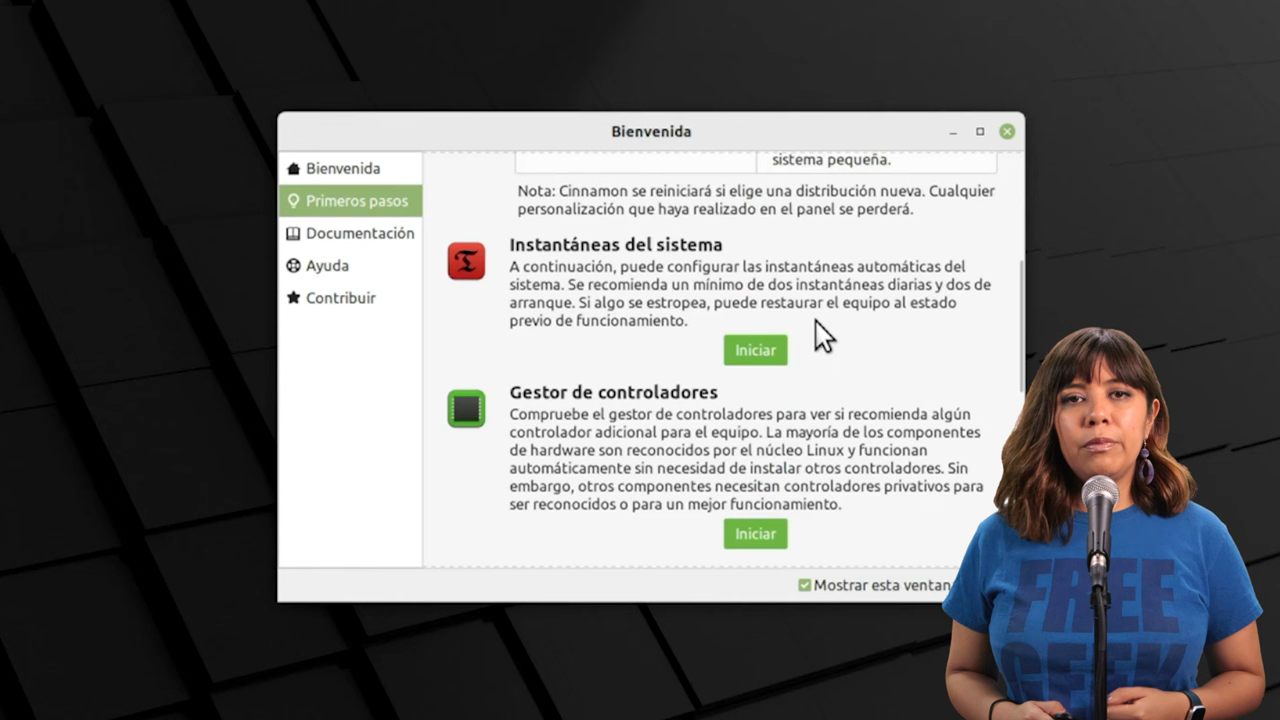 Bienvenida
Bienvenida
Primeros pasos
Documentación
Ayuda
Contribuir
sistema pequeña.
Nota: Cinnamon se reiniciará si elige una distribución nueva. Cualquier
personalización que haya realizado en el panel se perderá.
Instantáneas del sistema
A continuación, puede configurar las instantáneas automáticas del
sistema. Se recomienda un mínimo de dos instantáneas diarias y dos de
arranque. Si algo se estropea, puede restaurar el equipo al estado
previo de funcionamiento.
Iniciar
Gestor de controladores
Compruebe el gestor de controladores para ver si recomienda algún
controlador adicional para el equipo. La mayoría de los componentes
de hardware son reconocidos por el núcleo Linux y funcionan
automáticamente sin necesidad de instalar otros controladores. Sin
embargo, otros componentes necesitan controladores privativos para
ser reconocidos o para un mejor funcionamiento.
Iniciar
Mostrar esta ventan
FREE
GEEK